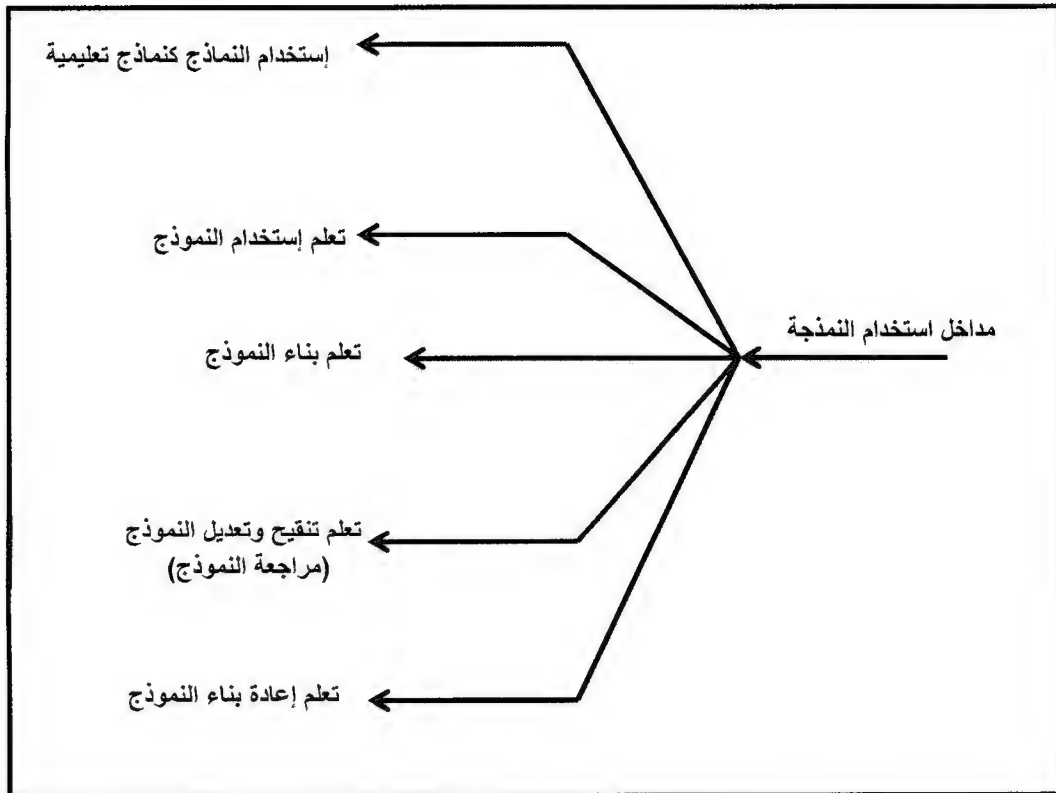 إستخدام النماذج كنماذج تعليمية
تعلم إستخدام النموذج
مداخل استخدام النمذجة
تعلم بناء النموذج
تعلم تنقيح وتعديل النموذج
(مراجعة النموذج)
تعلم إعادة بناء النموذج